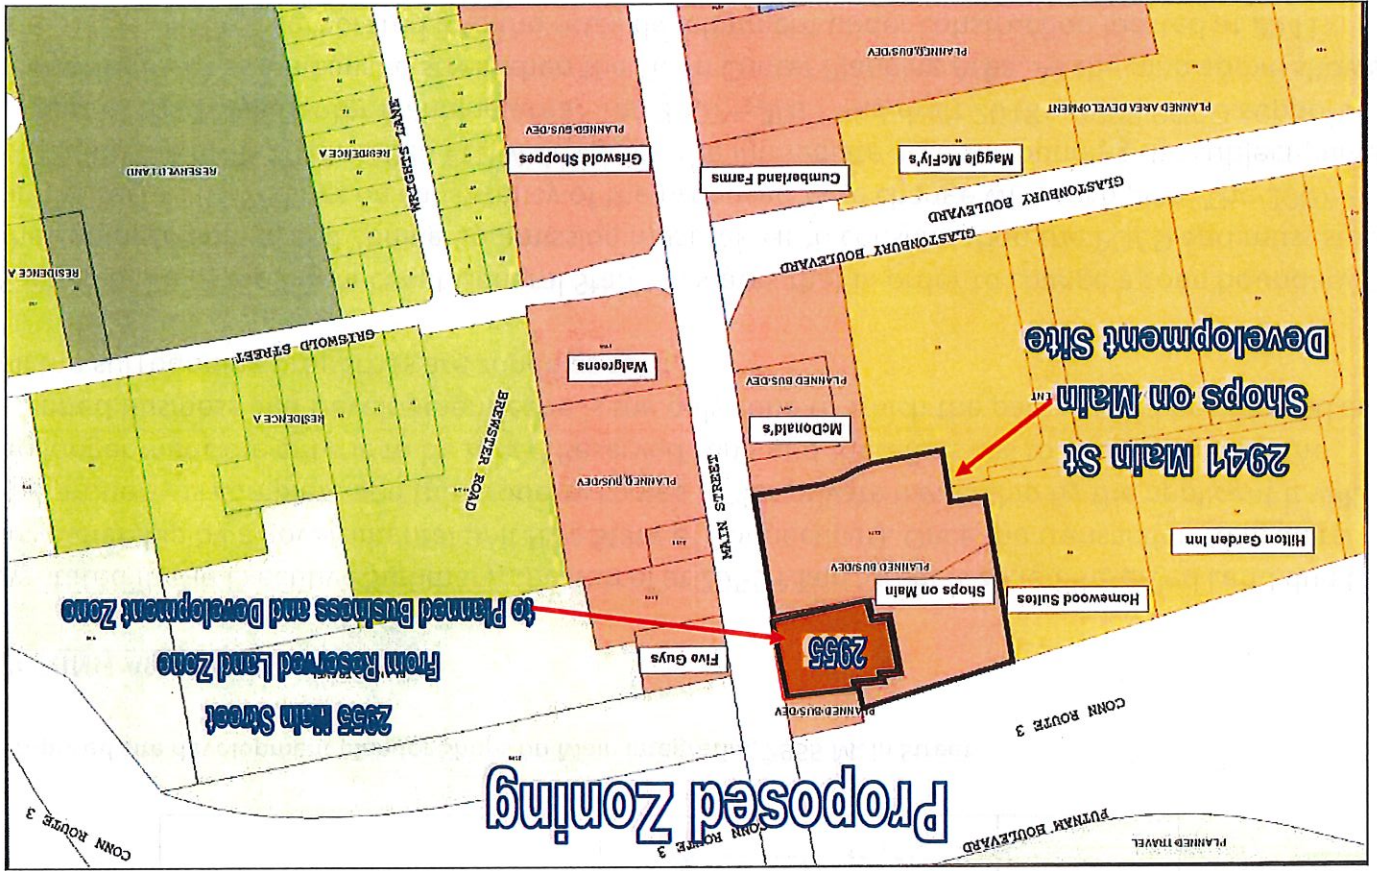 PLANNED TRAVEL
PUTNAM BOULEVARD
CONN ROUTE 3
CONN ROUTE 3
Proposed Zoning
CONN ROUTE 3
PLANNED BUS/DEV
2955 Main Street
From Reserved Land Zone
to Planned Business and Development Zone
2955
Five Guys
Hilton Garden Inn
Homewood Suites
Shops on Main
PLANNED BUS/DEV
2941 Main St
Shops on Main
Development Site
MAIN STREET
PLANNED BUS/DEV
BREWSTER ROAD
McDonald's
PLANNED BUS/DEV
Walgreens
RESIDENCE A
GRISWOLD STREET
GLASTONBURY BOULEVARD
GLASTONBURY BOULEVARD
RESIDENCE A
Maggie McFly's
Cumberland Farms
Griswold Shoppes
WRIGHTS LANE
RESIDENCE A
RESERVED LAND
PLANNED AREA DEVELOPMENT
PLANNED BUS/DEV
PLANNED BUS/DEV